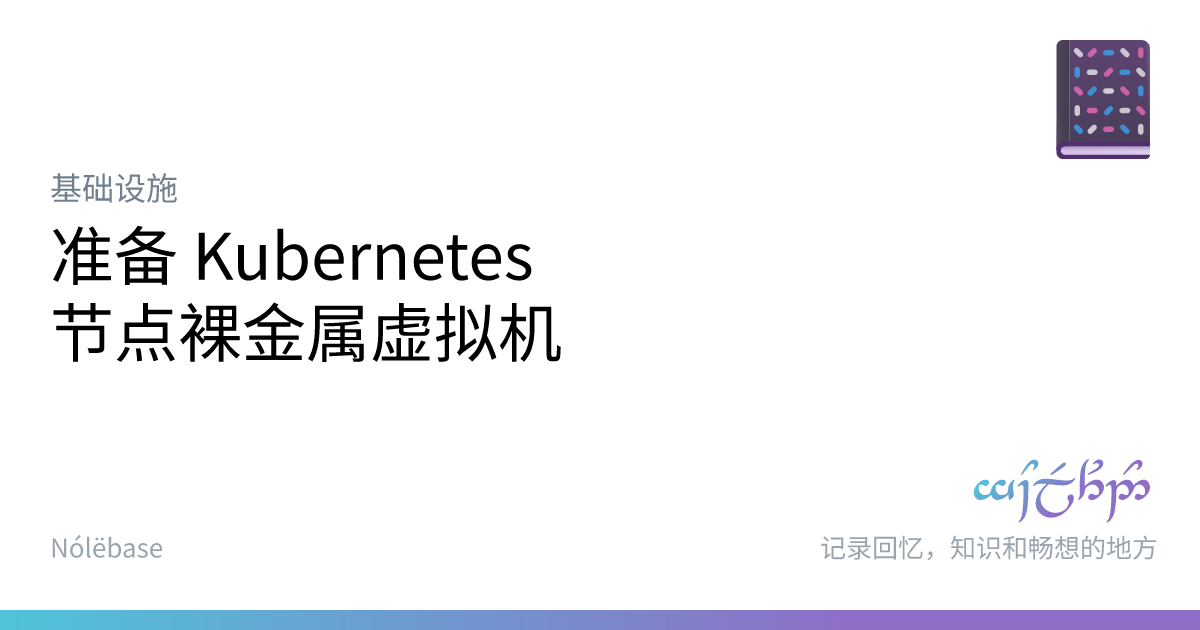 基础设施
准备 Kubernetes
节点裸金属虚拟机
Nólëbase
记录回忆，知识和畅想的地方